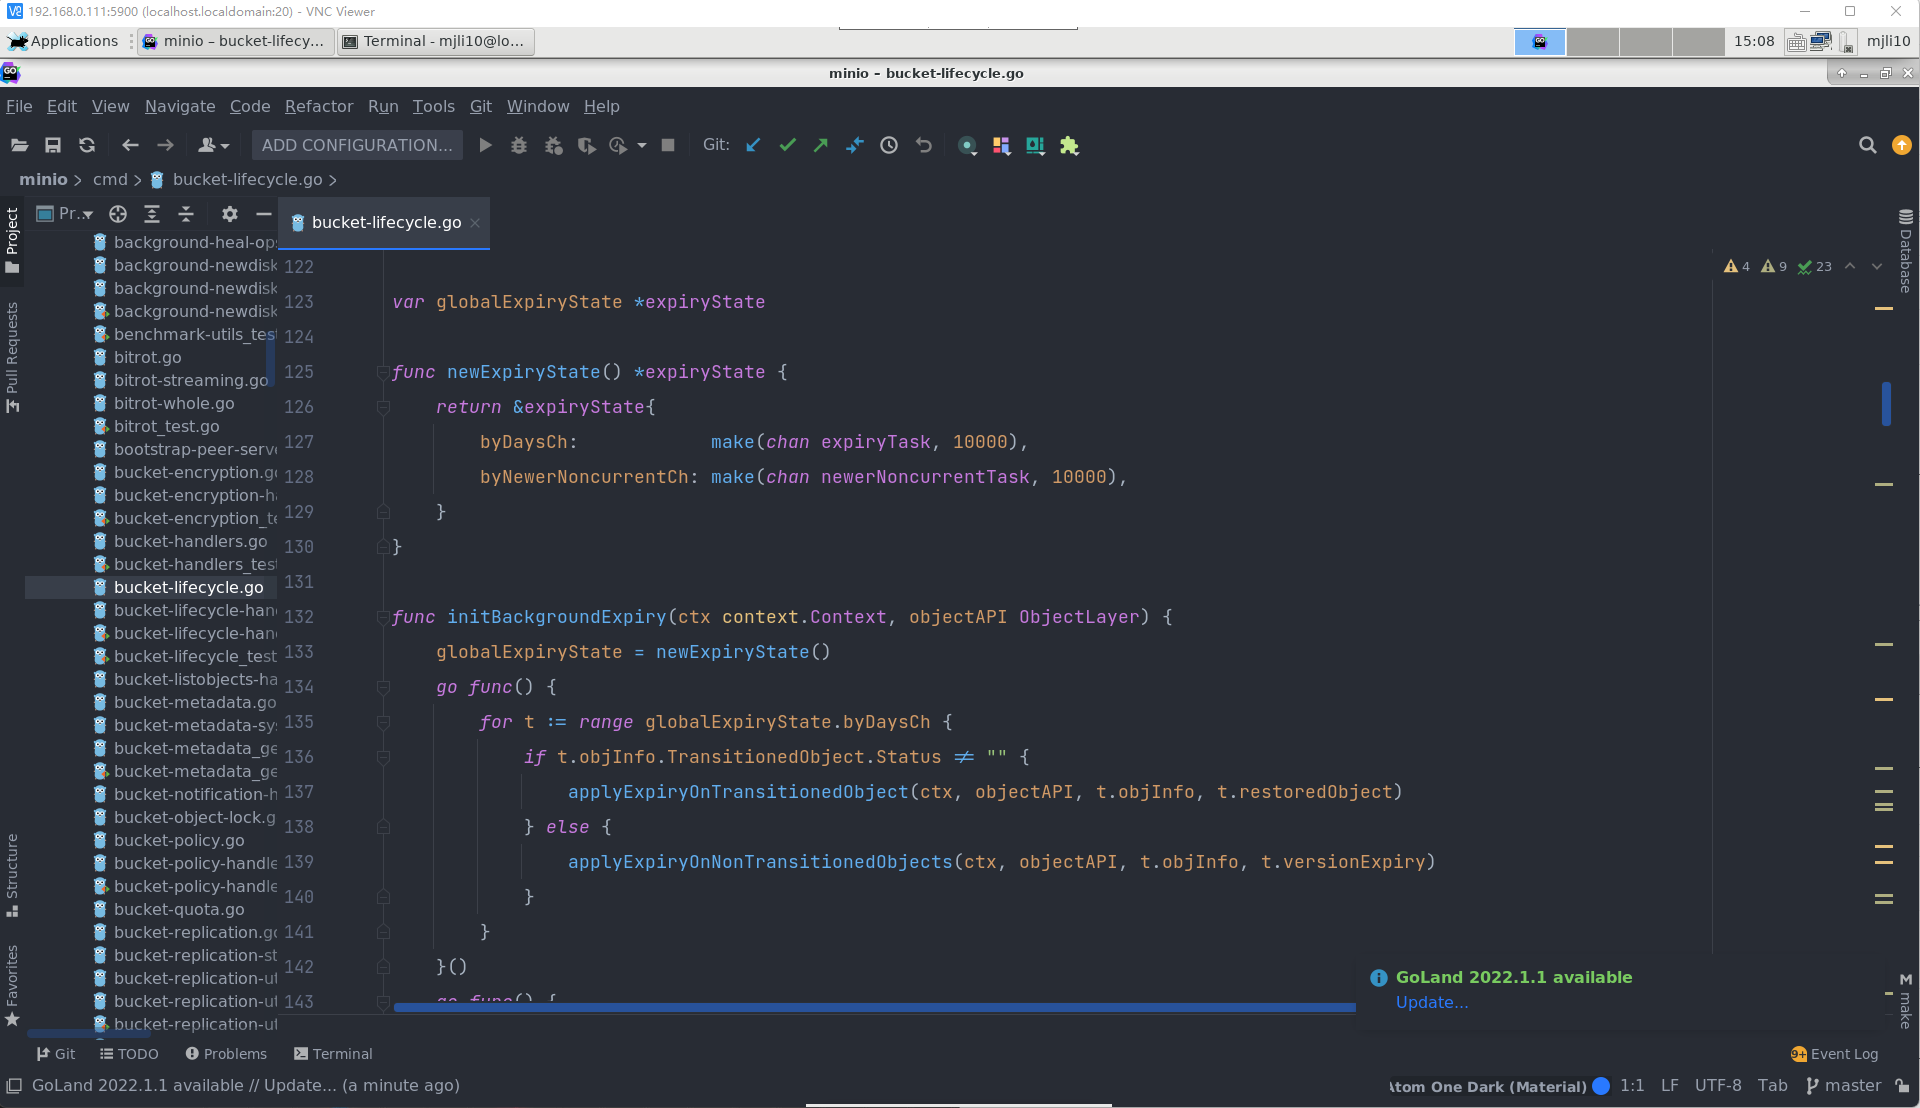 192.168.0.111:5900 (localhost.localdomain:20) - VNC Viewer
Applications
minio – bucket-lifecy...
Terminal - mjli10@lo...
15:08
mjli10
minio – bucket-lifecycle.go
File Edit View Navigate Code Refactor Run Tools Git Window Help
ADD CONFIGURATION...
Git:
minio > cmd > bucket-lifecycle.go >
Project
Pull Requests
Structure
Favorites
Pr...
background-heal-op
background-newdisk
background-newdisk
background-newdisk
benchmark-utils_tes
bitrot.go
bitrot-streaming.go
bitrot-whole.go
bitrot_test.go
bootstrap-peer-serv
bucket-encryption.g
bucket-encryption-h
bucket-encryption_t
bucket-handlers.go
bucket-handlers_test
bucket-lifecycle.go
bucket-lifecycle-han
bucket-lifecycle-han
bucket-lifecycle_test
bucket-listobjects-ha
bucket-metadata.go
bucket-metadata-sy
bucket-metadata_ge
bucket-metadata_ge
bucket-notification-h
bucket-object-lock.g
bucket-policy.go
bucket-policy-handle
bucket-policy-handle
bucket-quota.go
bucket-replication.g
bucket-replication-st
bucket-replication-ut
bucket-replication-ut
bucket-replication-ut
bucket-lifecycle.go
4 9 23
122
123 var globalExpiryState *expiryState
124
125 func newExpiryState() *expiryState {
126 return &expiryState{
127 byDaysCh: make(chan expiryTask, 10000),
128 byNewerNoncurrentCh: make(chan newerNoncurrentTask, 10000),
129 }
130 }
131
132 func initBackgroundExpiry(ctx context.Context, objectAPI ObjectLayer) {
133 globalExpiryState = newExpiryState()
134 go func() {
135 for t := range globalExpiryState.byDaysCh {
136 if t.objInfo.TransitionedObject.Status != "" {
137 applyExpiryOnTransitionedObject(ctx, objectAPI, t.objInfo, t.restoredObject)
138 } else {
139 applyExpiryOnNonTransitionedObjects(ctx, objectAPI, t.objInfo, t.versionExpiry)
140 }
141 }
142 }()
143 go func() {
Database
make
GoLand 2022.1.1 available
Update...
Git TODO Problems Terminal
9+ Event Log
GoLand 2022.1.1 available // Update... (a minute ago)
Atom One Dark (Material) 1:1 LF UTF-8 Tab master